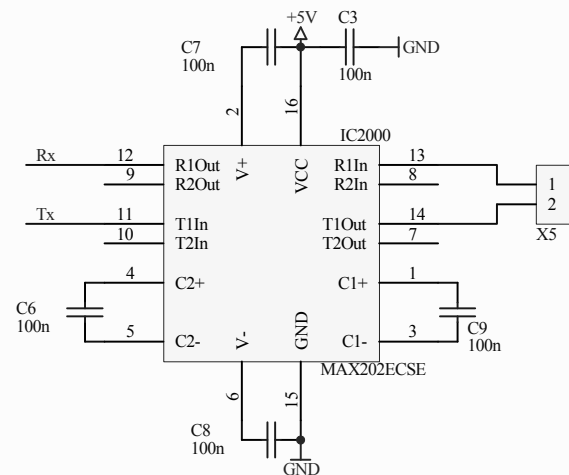 +5V
C7
100n
C3
100n
GND
2
16
IC2000
Rx
12
R1Out
V+
VCC
R1In
13
9
R2Out
R2In
8
1
2
X5
Tx
11
T1In
T1Out
14
10
T2In
T2Out
7
4
C2+
C1+
1
C6
100n
C9
100n
5
C2-
V-
GND
C1-
3
MAX202ECSE
6
15
C8
100n
GND